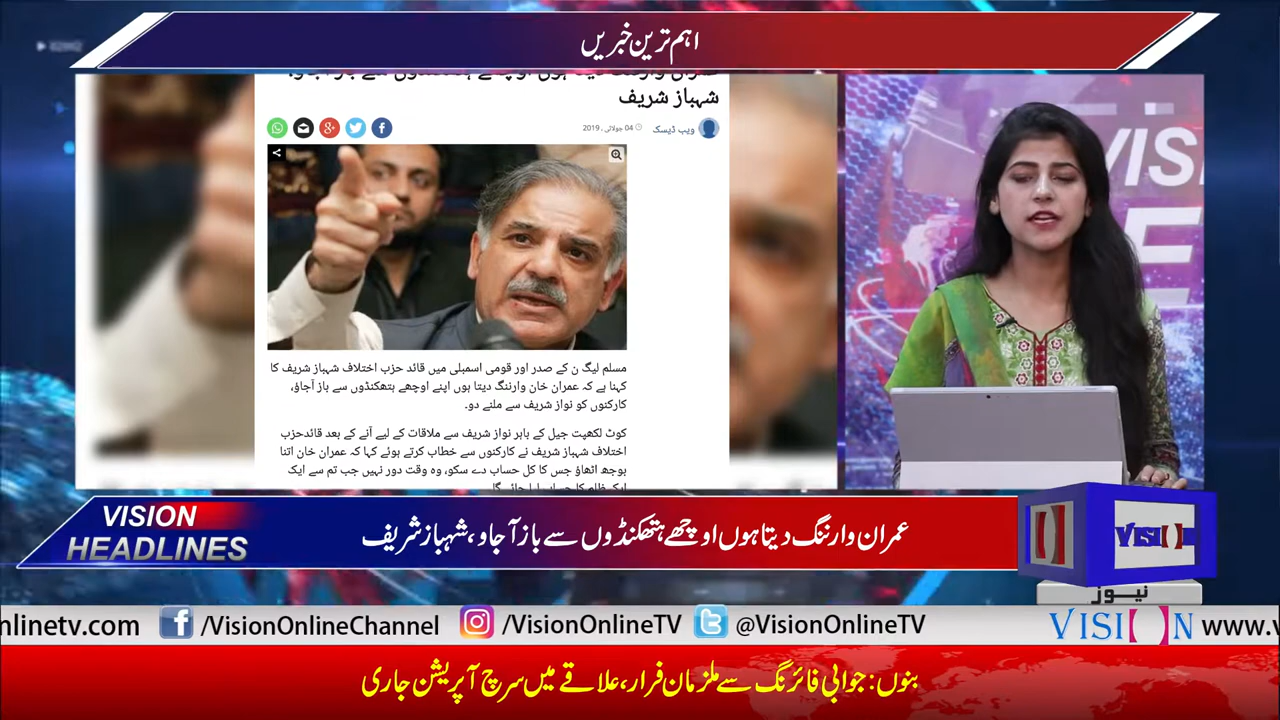 اہم ترین خبریں
شہباز شریف
ویب ڈیسک 04 جولائی ، 2019
مسلم لیگ ن کے صدر اور قومی اسمبلی میں قائد حزب اختلاف شہباز شریف کا
کہنا ہے کہ عمران خان وارننگ دیتا ہوں اپنے اوچھے ہتھکنڈوں سے باز آجاؤ،
کارکنوں کو نواز شریف سے ملنے دو۔
کوٹ لکھپت جیل کے باہر نواز شریف سے ملاقات کے لیے آنے کے بعد قائدحزب
اختلاف شہباز شریف نے کارکنوں سے خطاب کرتے ہوئے کہا کہ عمران خان اتنا
بوجھ اٹھاؤ جس کا کل حساب دے سکو، وہ وقت دور نہیں جب تم سے ایک
VIS
E
VISION
HEADLINES
عمران وارننگ دیتا ہوں اوچھے ہتھکنڈوں سے باز آجاو ، شہباز شریف
VISION
نیوز
nlinetv.com /VisionOnlineChannel /VisionOnlineTV @VisionOnlineTV VISION www.v
بنوں: جوابی فائرنگ سے ملزمان فرار، علاقے میں سرچ آپریشن جاری